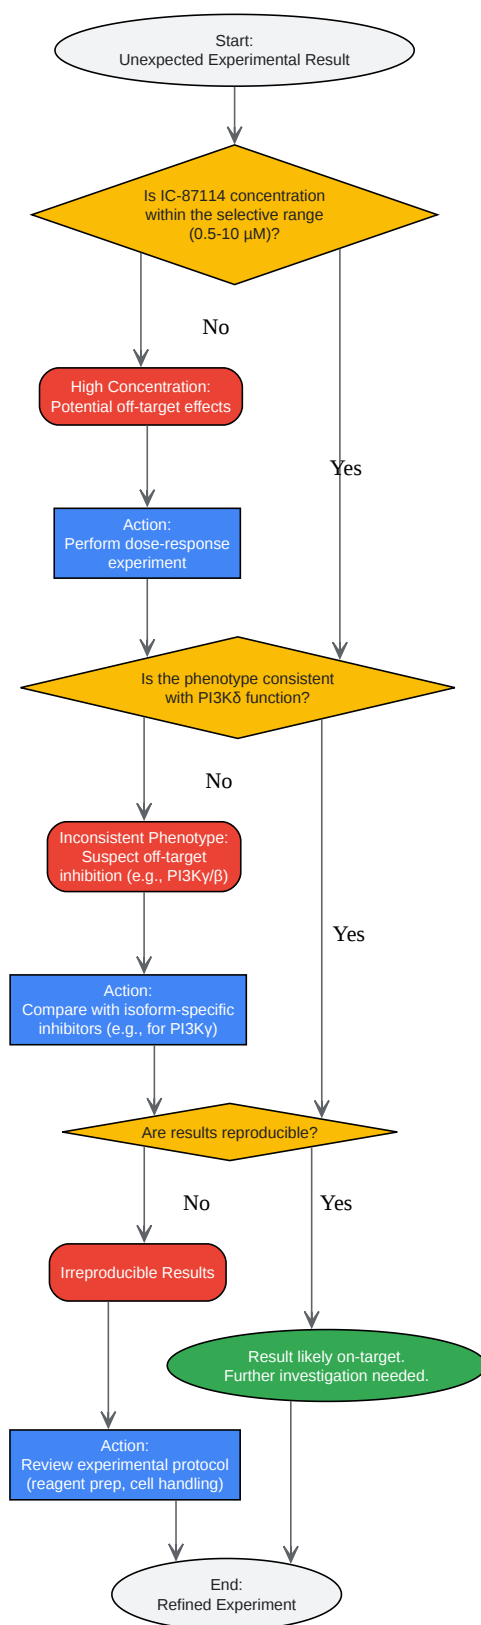 Start:
Unexpected Experimental Result
Is IC-87114 concentration
within the selective range
(0.5-10 µM)?
No
High Concentration:
Potential off-target effects
Yes
Action:
Perform dose-response
experiment
Is the phenotype consistent
with PI3Kδ function?
No
Inconsistent Phenotype:
Suspect off-target
inhibition (e.g., PI3Kγ/β)
Yes
Action:
Compare with isoform-specific
inhibitors (e.g., for PI3Kγ)
Are results reproducible?
No
Yes
Irreproducible Results
Result likely on-target.
Further investigation needed.
Action:
Review experimental protocol
(reagent prep, cell handling)
End:
Refined Experiment